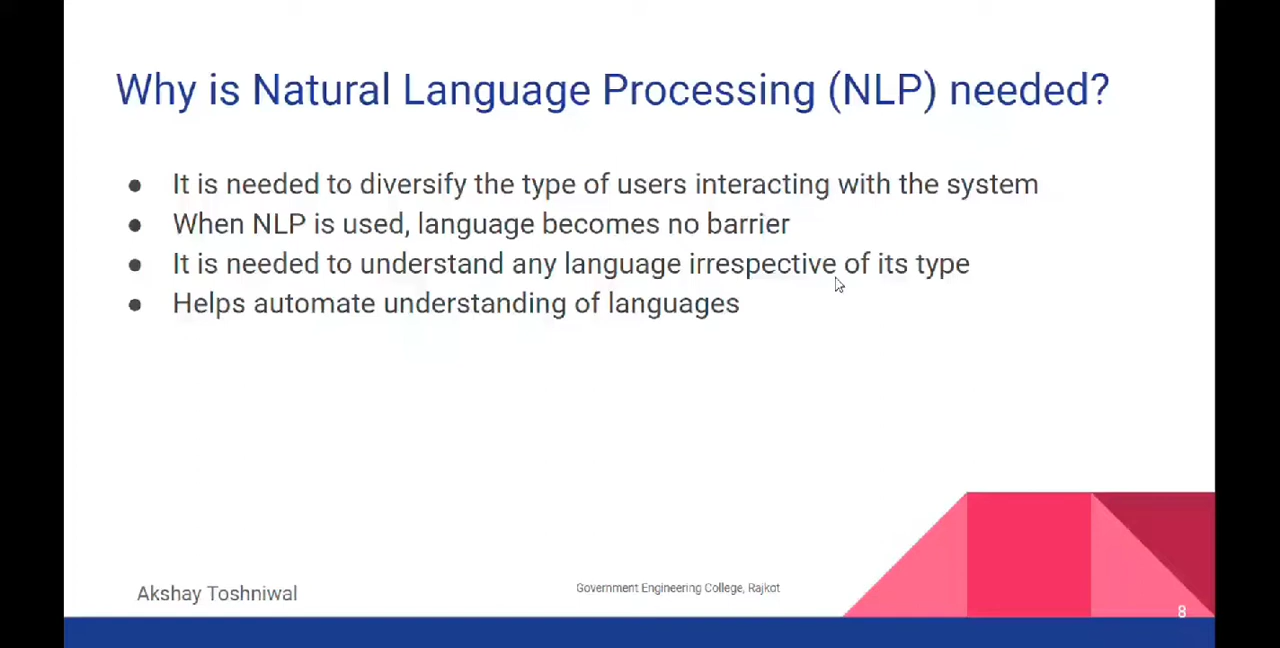 Why is Natural Language Processing (NLP) needed?
● It is needed to diversify the type of users interacting with the system
● When NLP is used, language becomes no barrier
● It is needed to understand any language irrespective of its type
● Helps automate understanding of languages
Akshay Toshniwal
Government Engineering College, Rajkot
8